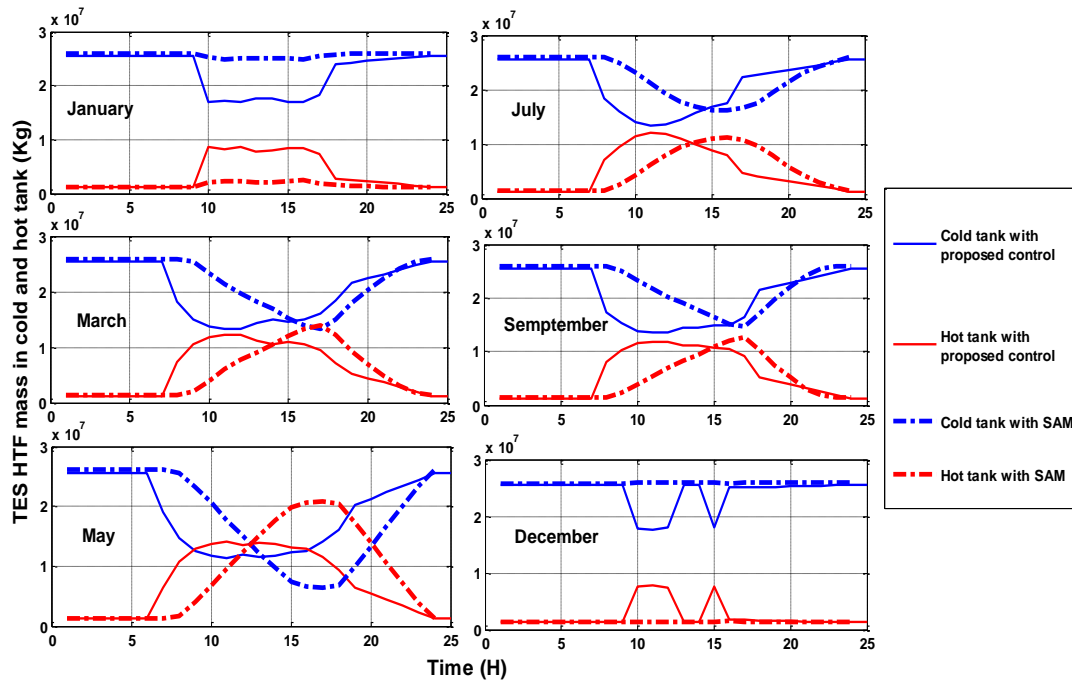 TES HTF mass in cold and hot tank (Kg)
x 10^7
3
2
1
0
0 5 10 15 20 25
January
x 10^7
3
2
1
0
0 5 10 15 20 25
July
x 10^7
3
2
1
0
0 5 10 15 20 25
March
x 10^7
3
2
1
0
0 5 10 15 20 25
Semptember
x 10^7
3
2
1
0
0 5 10 15 20 25
May
x 10^7
3
2
1
0
0 5 10 15 20 25
December
Time (H)
Cold tank with
proposed control
Hot tank with
proposed control
Cold tank with SAM
Hot tank with SAM